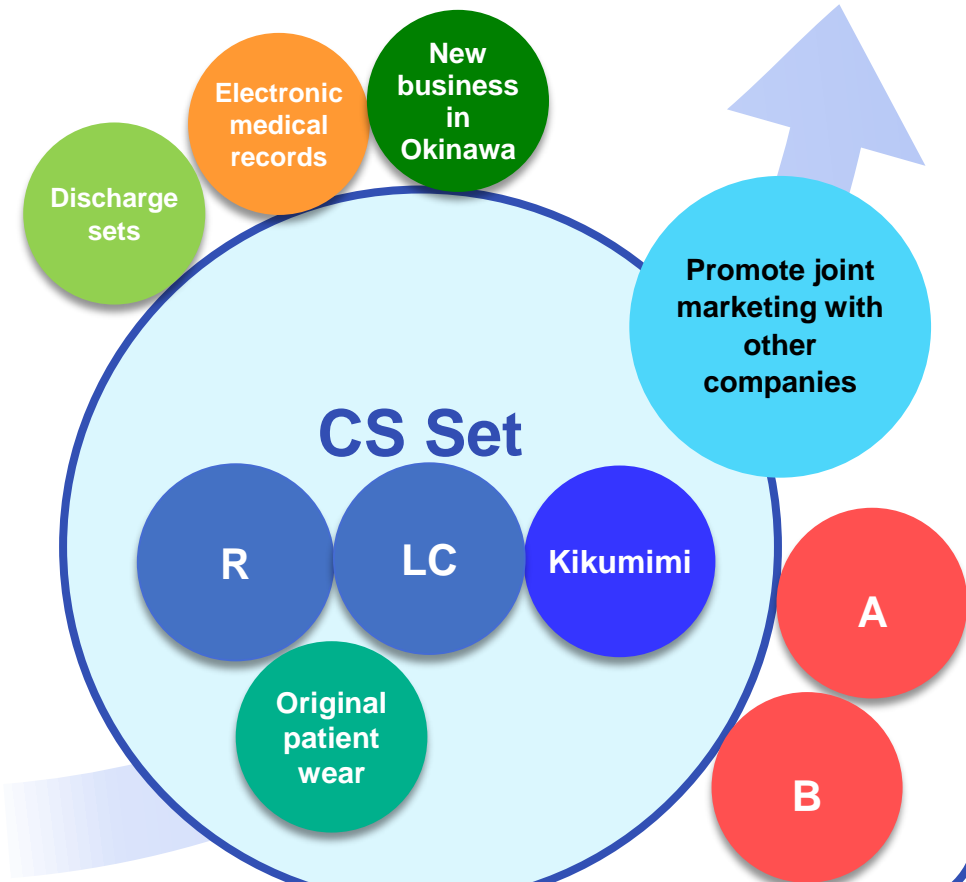 New
business
in
Okinawa
Electronic
medical
records
Discharge
sets
Promote joint
marketing with
other
companies
CS Set
R
LC
Kikumimi
A
Original
patient
wear
B